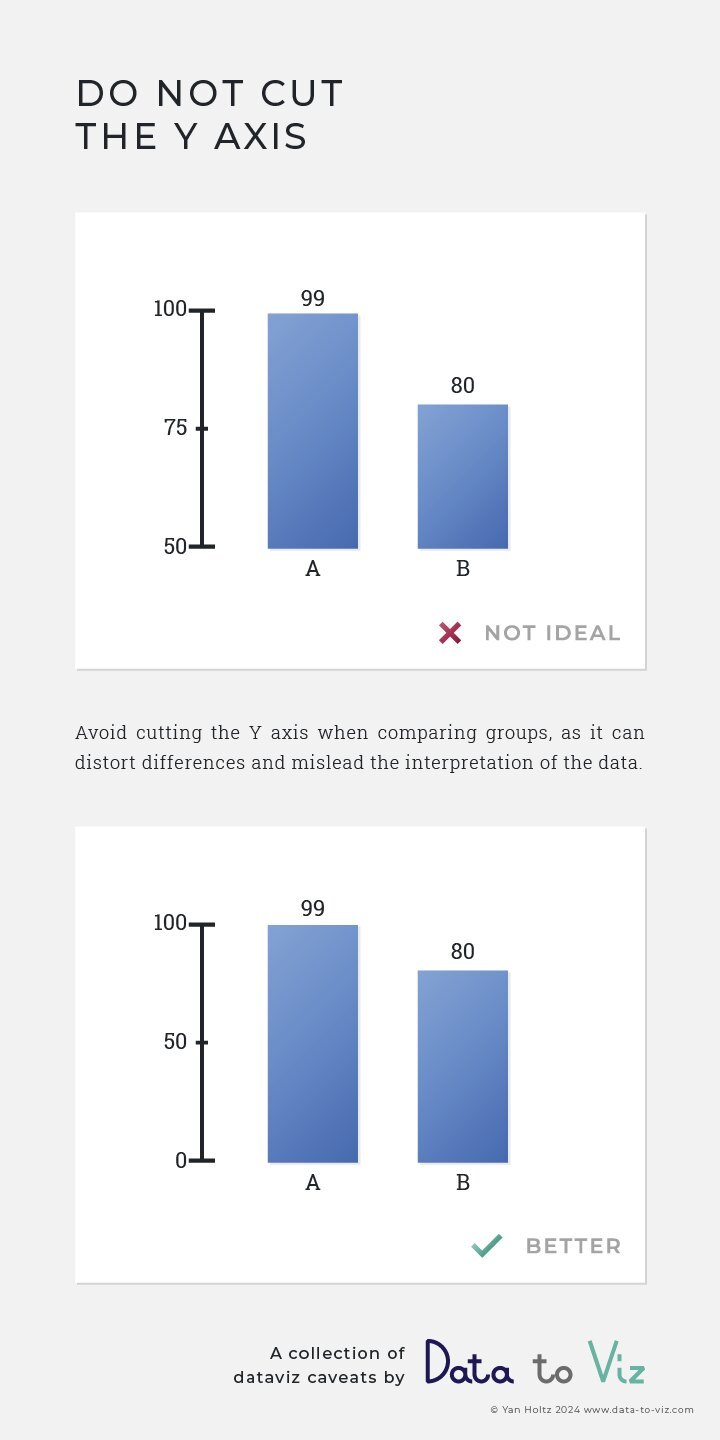 DO NOT CUT
THE Y AXIS
99
100
80
75
50
A
B
NOT IDEAL
Avoid cutting the Y axis when comparing groups, as it can
distort differences and mislead the interpretation of the data.
99
100
80
50
0
A
B
BETTER
A collection of
dataviz caveats by
Data to Viz
© Yan Holtz 2024 www.data-to-viz.com